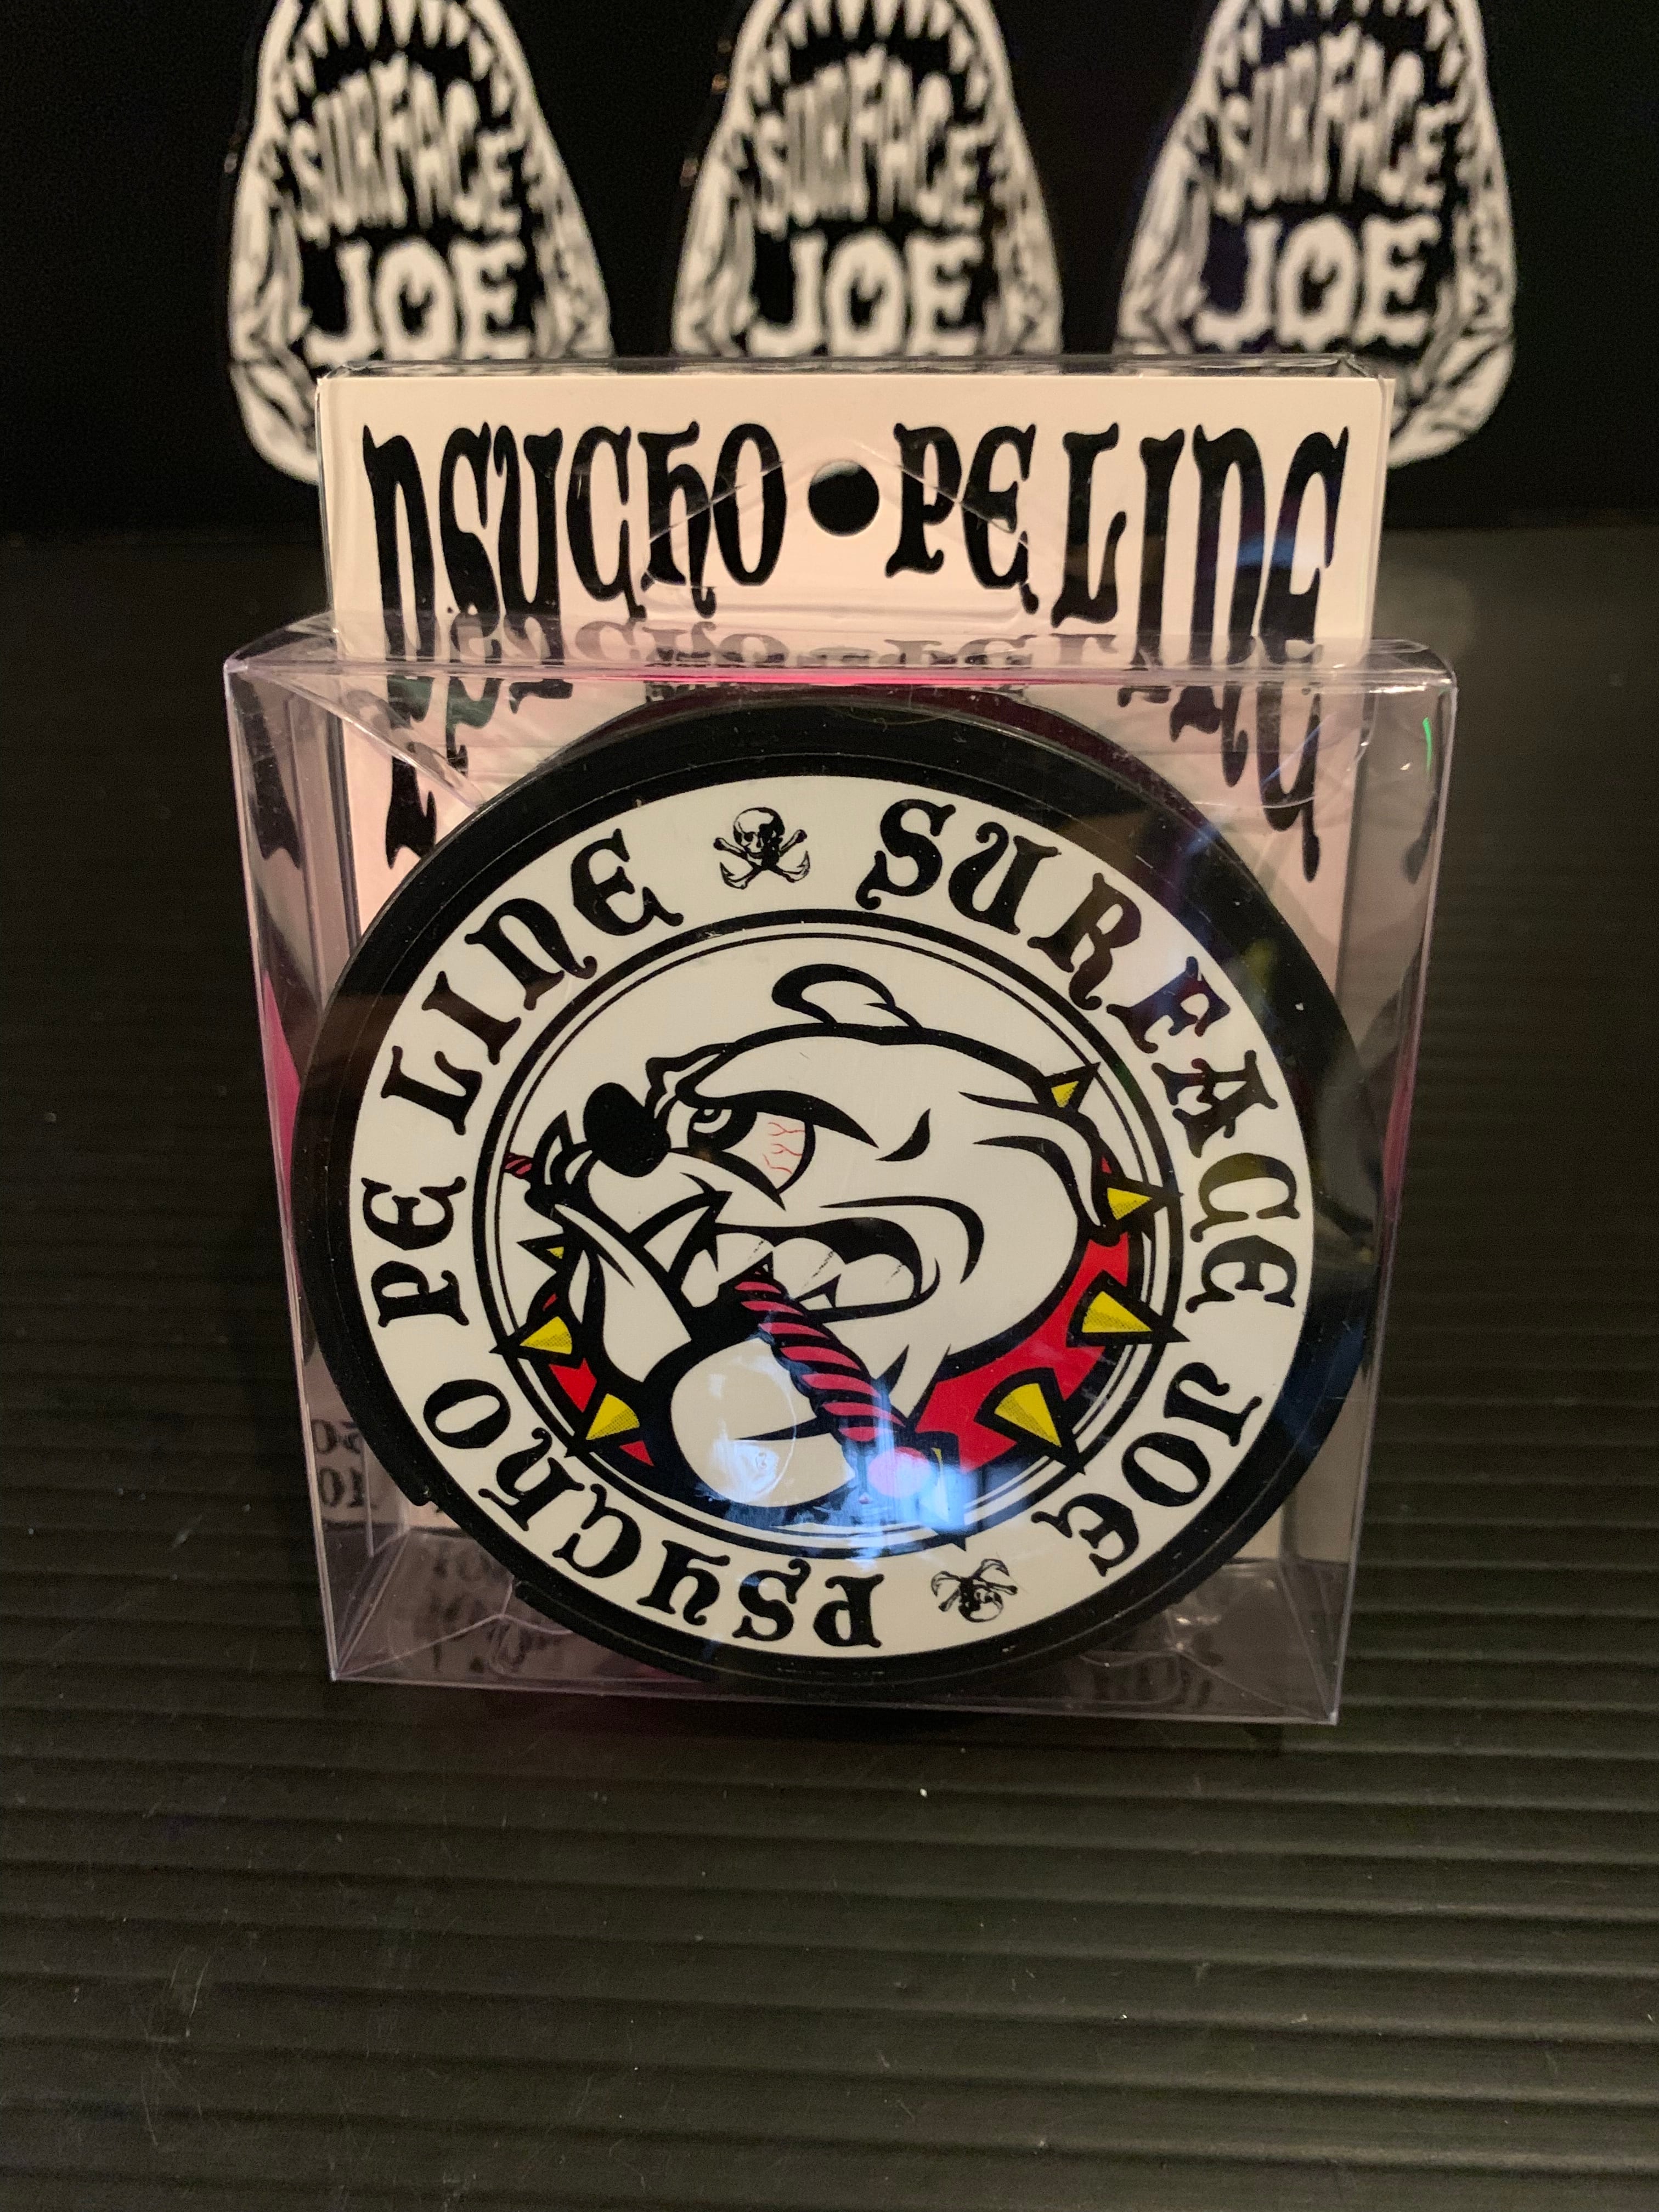 SURFACE
JOE
SURFACE
JOE
SURFACE
JOE
PSYCHO PE LINE
PSYCHO PE LINE
SURFACE JOE